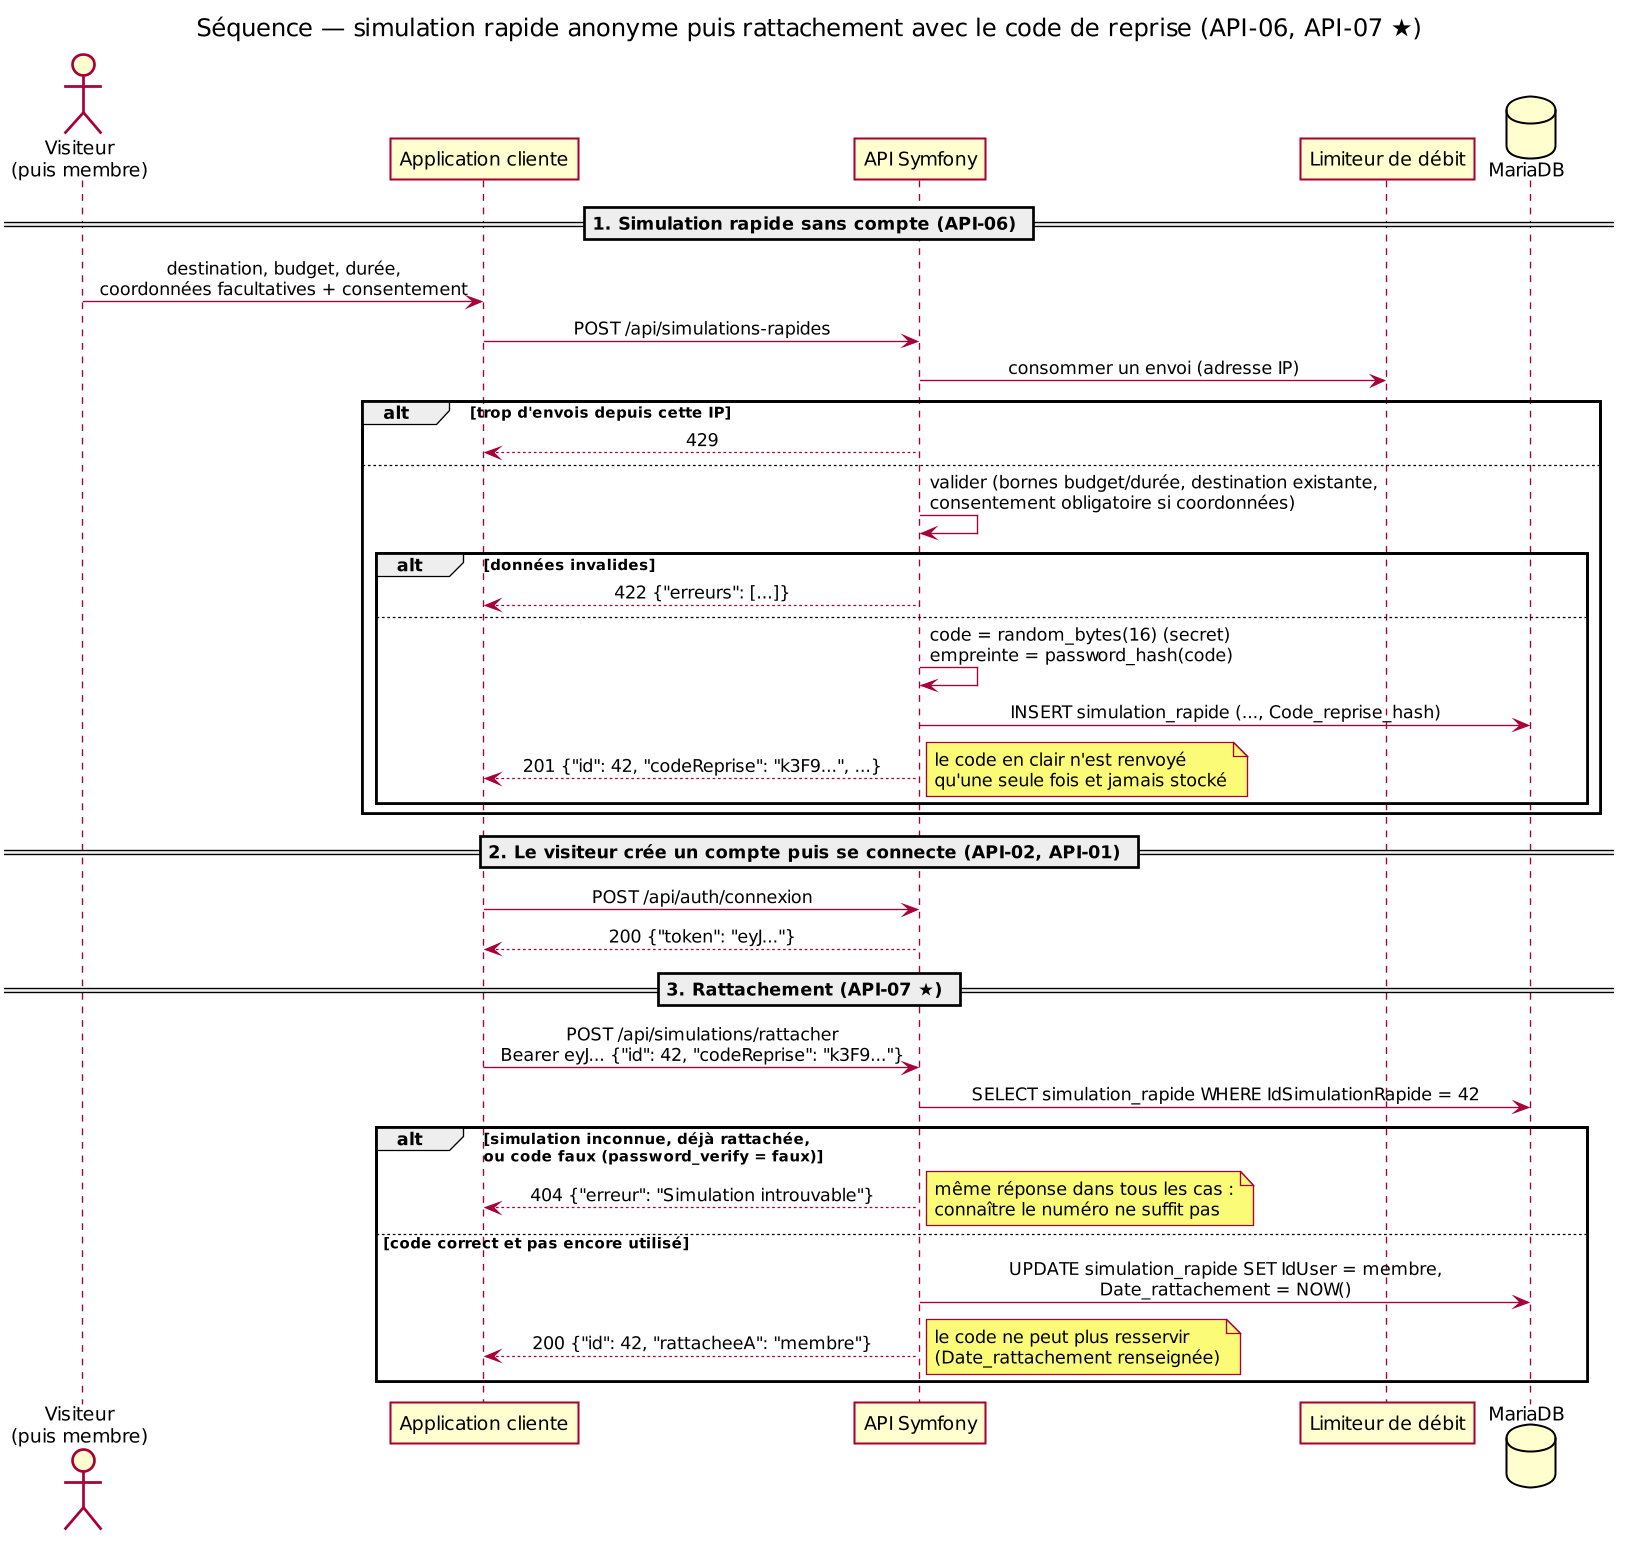 Séquence — simulation rapide anonyme puis rattachement avec le code de reprise (API-06, API-07 ★)
Visiteur
(puis membre)
Application cliente
API Symfony
Limiteur de débit
MariaDB
1. Simulation rapide sans compte (API-06)
destination, budget, durée,
coordonnées facultatives + consentement
POST /api/simulations-rapides
consommer un envoi (adresse IP)
alt
[trop d'envois depuis cette IP]
429
valider (bornes budget/durée, destination existante,
consentement obligatoire si coordonnées)
alt
[données invalides]
422 {"erreurs": [...]}
code = random_bytes(16) (secret)
empreinte = password_hash(code)
INSERT simulation_rapide (..., Code_reprise_hash)
201 {"id": 42, "codeReprise": "k3F9...", ...}
le code en clair n'est renvoyé
qu'une seule fois et jamais stocké
2. Le visiteur crée un compte puis se connecte (API-02, API-01)
POST /api/auth/connexion
200 {"token": "eyJ..."}
3. Rattachement (API-07 ★)
POST /api/simulations/rattacher
Bearer eyJ... {"id": 42, "codeReprise": "k3F9..."}
SELECT simulation_rapide WHERE IdSimulationRapide = 42
alt
[simulation inconnue, déjà rattachée,
ou code faux (password_verify = faux)]
404 {"erreur": "Simulation introuvable"}
même réponse dans tous les cas :
connaître le numéro ne suffit pas
[code correct et pas encore utilisé]
UPDATE simulation_rapide SET IdUser = membre,
Date_rattachement = NOW()
200 {"id": 42, "rattacheeA": "membre"}
le code ne peut plus resservir
(Date_rattachement renseignée)
Visiteur
(puis membre)
Application cliente
API Symfony
Limiteur de débit
MariaDB